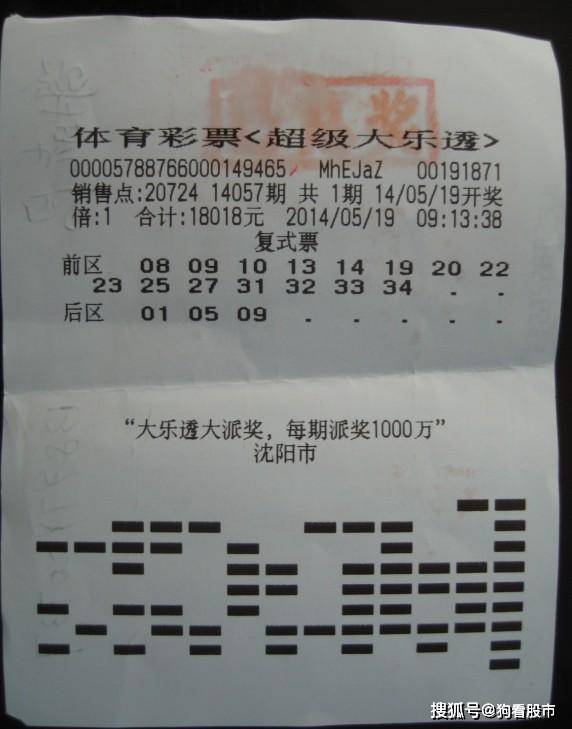 奖
体育彩票<超级大乐透>
00005788766000149465 MhEJaZ 00191871
销售点:20724 14057期 共1期 14/05/19开奖
倍:1 合计:18018元 2014/05/19 09:13:38
复式票
前区 08 09 10 13 14 19 20 22
23 25 27 31 32 33 34 . .
后区 01 05 09 . . . . .
“大乐透大派奖，每期派奖1000万”
沈阳市
搜狐号@狗看股市